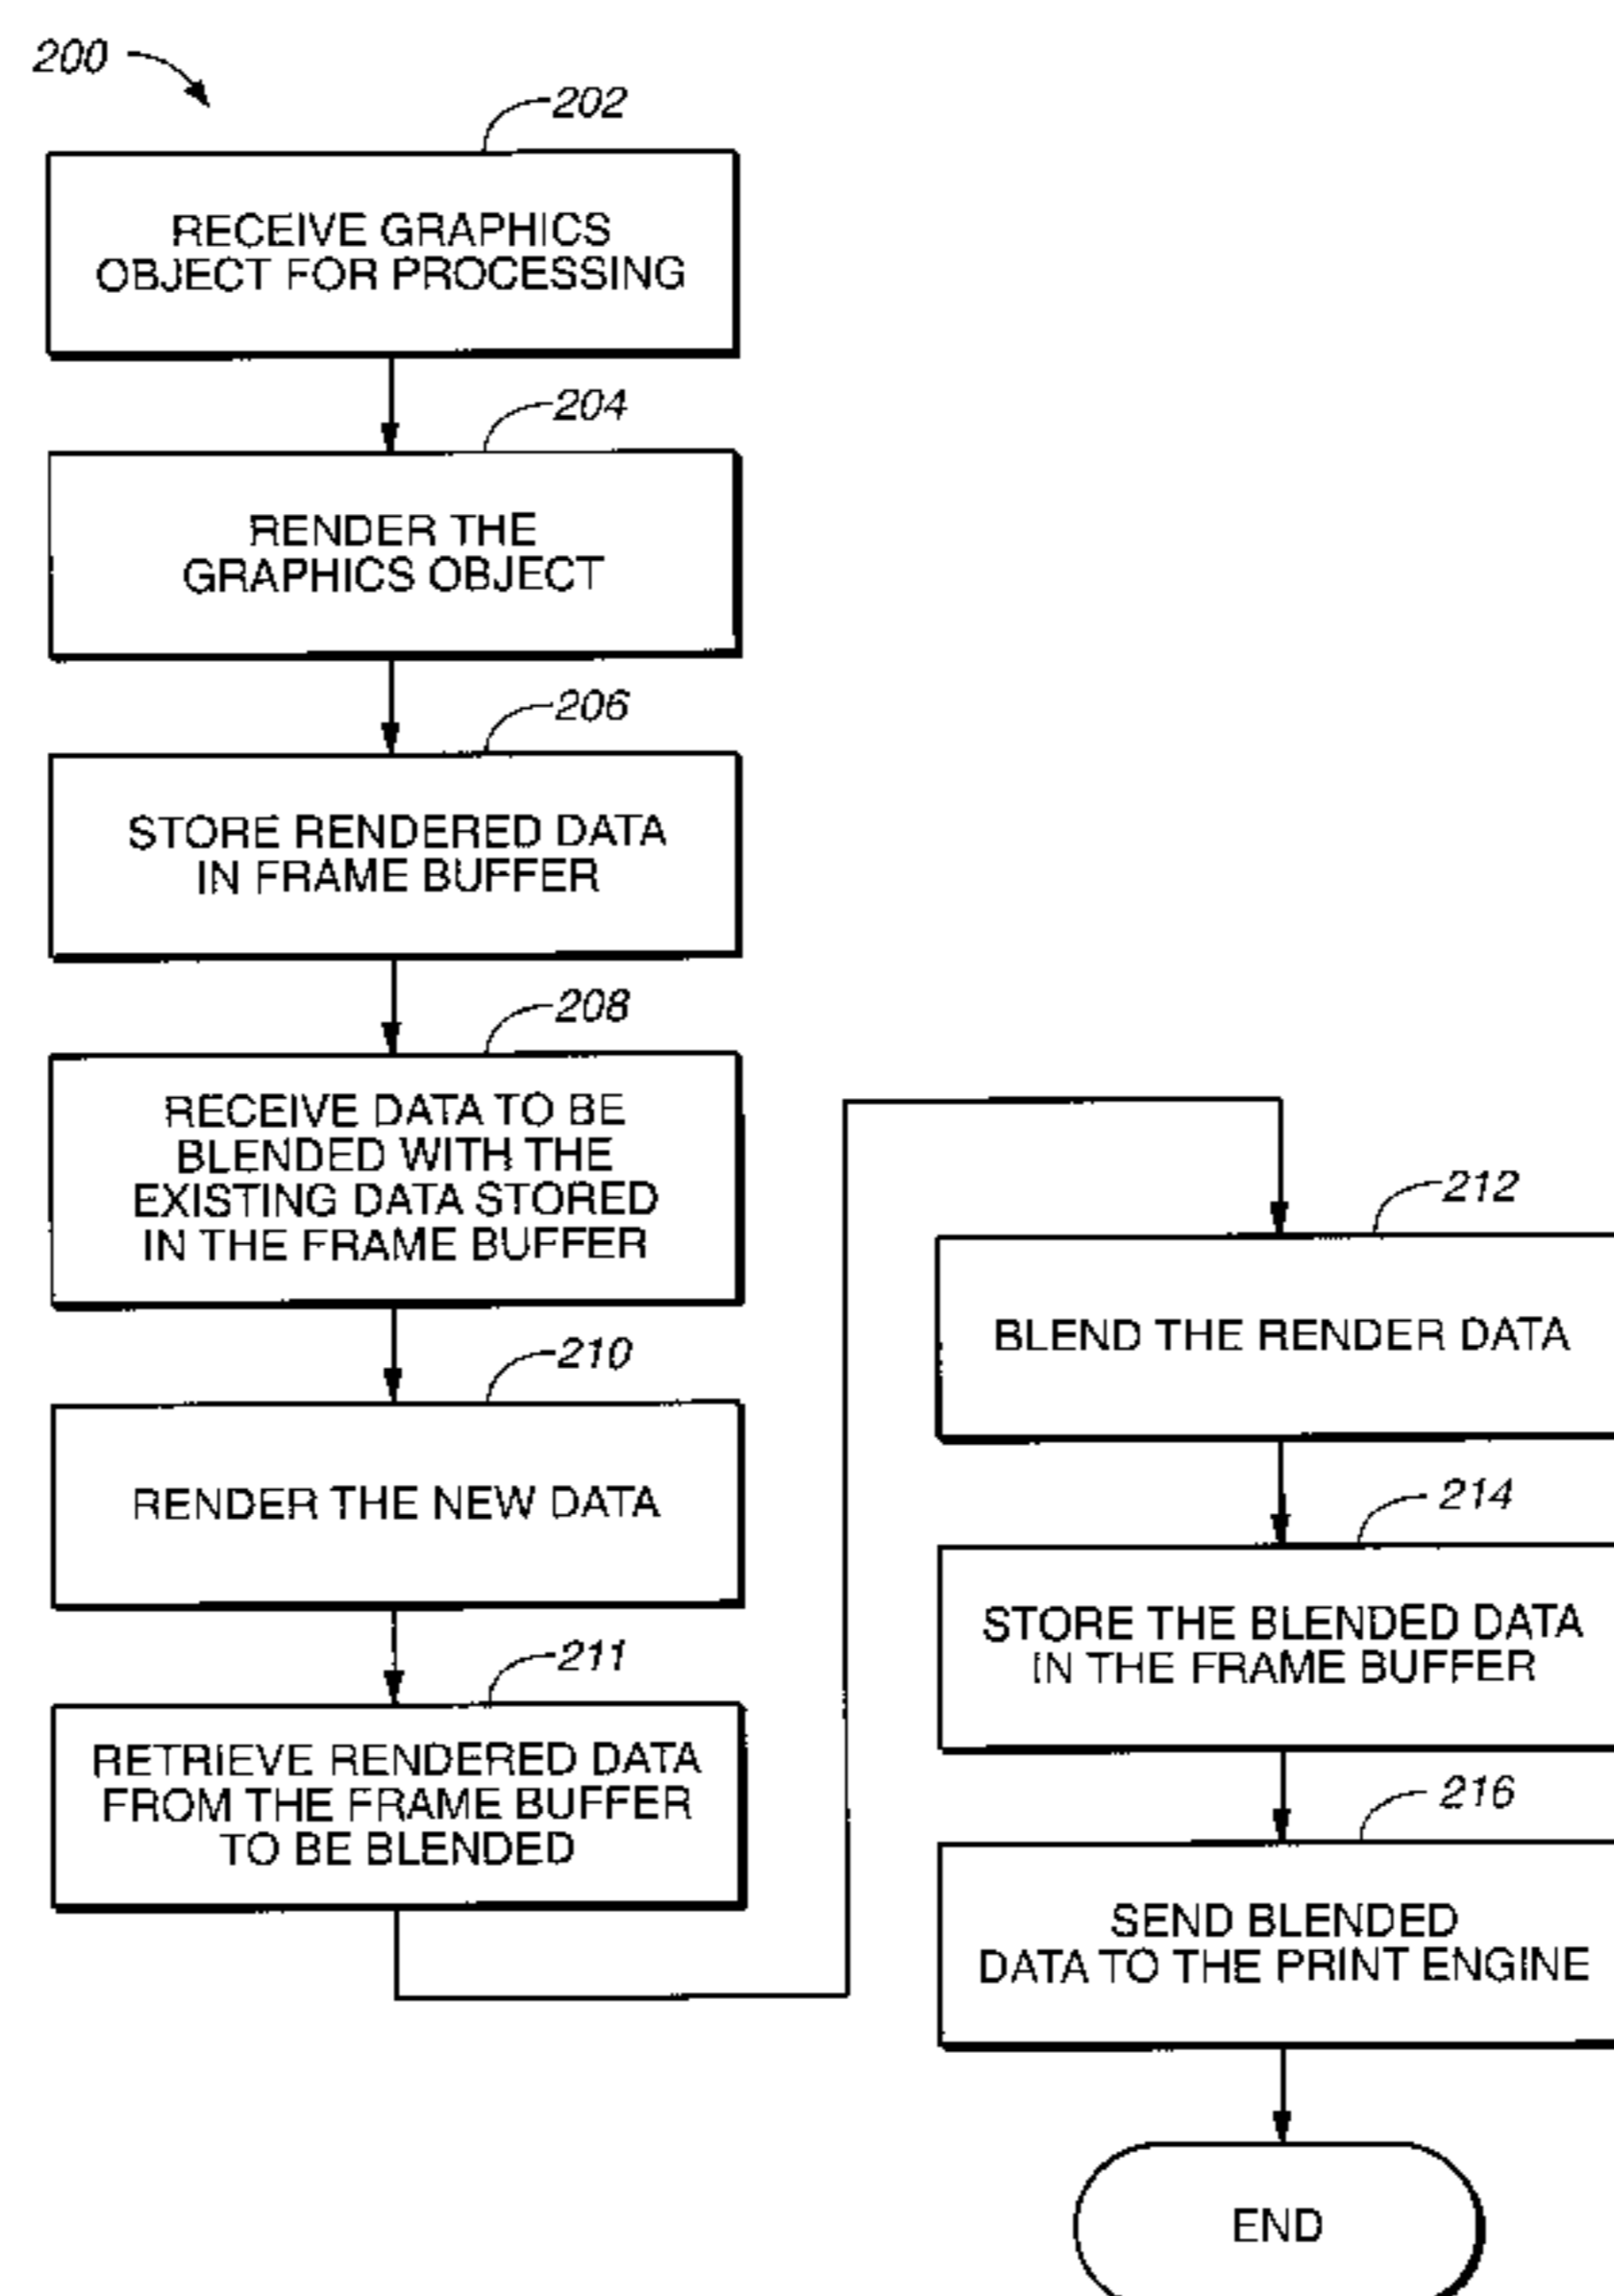 200
202
RECEIVE GRAPHICS
OBJECT FOR PROCESSING
204
RENDER THE
GRAPHICS OBJECT
206
STORE RENDERED DATA
IN FRAME BUFFER
208
RECEIVE DATA TO BE
BLENDED WITH THE
EXISTING DATA STORED
IN THE FRAME BUFFER
210
RENDER THE NEW DATA
211
RETRIEVE RENDERED DATA
FROM THE FRAME BUFFER
TO BE BLENDED
212
BLEND THE RENDER DATA
214
STORE THE BLENDED DATA
IN THE FRAME BUFFER
216
SEND BLENDED
DATA TO THE PRINT ENGINE
END